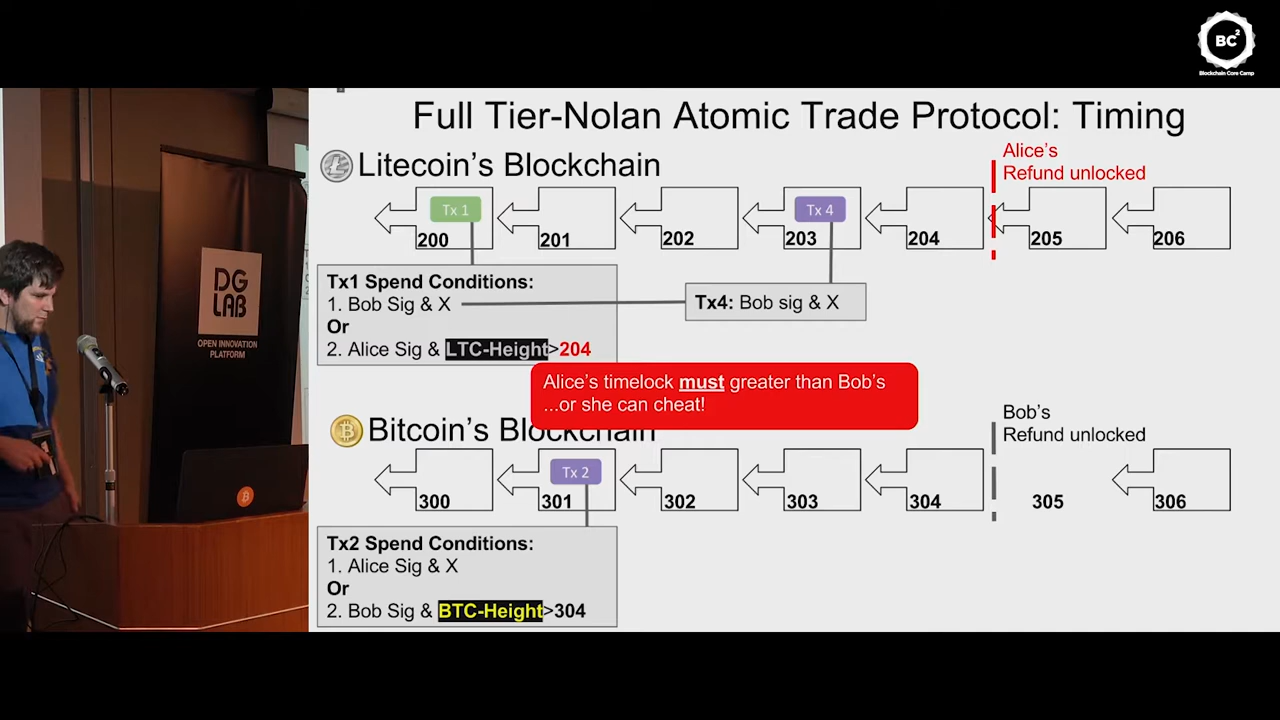 BC2
Blockchain Core Camp
Full Tier-Nolan Atomic Trade Protocol: Timing
Litecoin's Blockchain
Alice's
Refund unlocked
Tx 1
Tx 4
200
201
202
203
204
205
206
Tx1 Spend Conditions:
1. Bob Sig & X
Or
2. Alice Sig & LTC-Height>204
Tx4: Bob sig & X
Alice's timelock must greater than Bob's
...or she can cheat!
Bitcoin's Blockchain
Bob's
Refund unlocked
Tx 2
300
301
302
303
304
305
306
Tx2 Spend Conditions:
1. Alice Sig & X
Or
2. Bob Sig & BTC-Height>304
DG
LAB
OPEN INNOVATION
PLATFORM